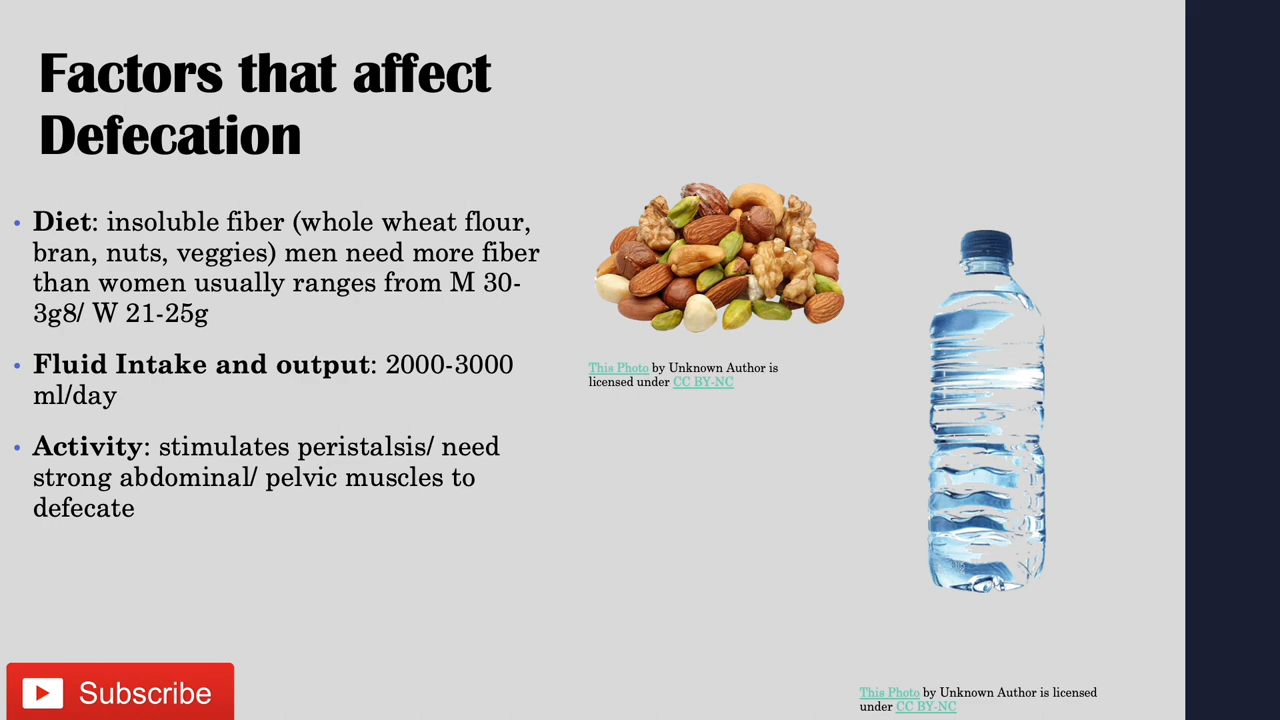 Factors that affect
Defecation
• Diet: insoluble fiber (whole wheat flour,
bran, nuts, veggies) men need more fiber
than women usually ranges from M 30-
3g8/ W 21-25g
• Fluid Intake and output: 2000-3000
ml/day
• Activity: stimulates peristalsis/ need
strong abdominal/ pelvic muscles to
defecate
This Photo by Unknown Author is
licensed under CC BY-NC
This Photo by Unknown Author is licensed
under CC BY-NC
Subscribe